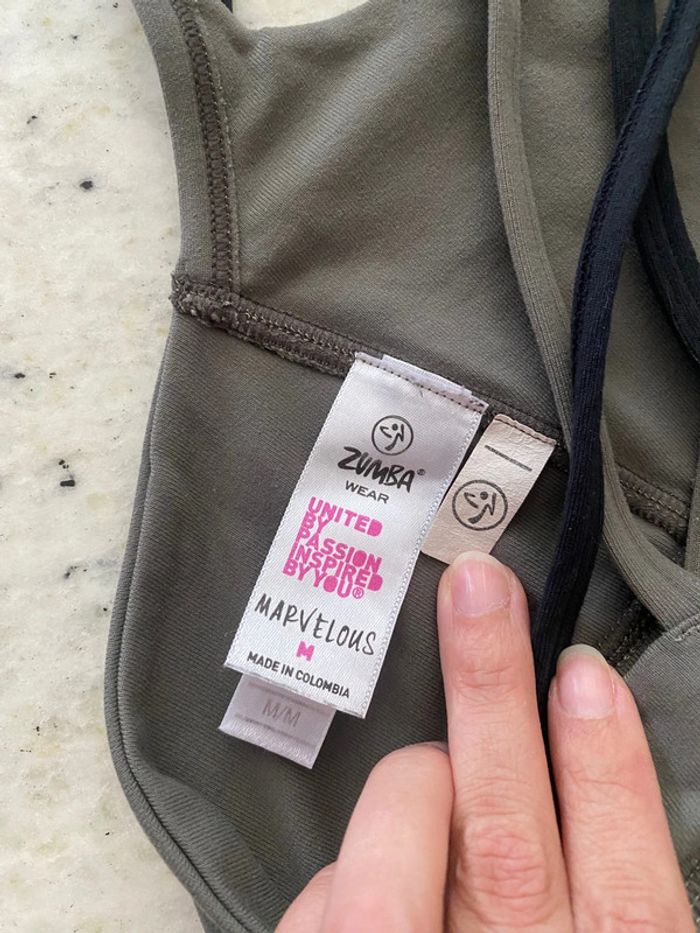 ZUMBA®
WEAR
UNITED
BY
PASSION
INSPIRED
BY YOU®
MARVELOUS
M
MADE IN COLOMBIA
M/M